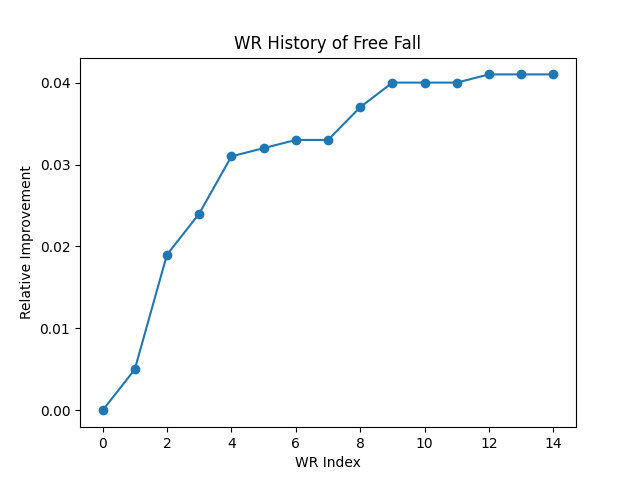 WR History of Free Fall
0.04
0.03
0.02
0.01
0.00
Relative Improvement
0 2 4 6 8 10 12 14
WR Index